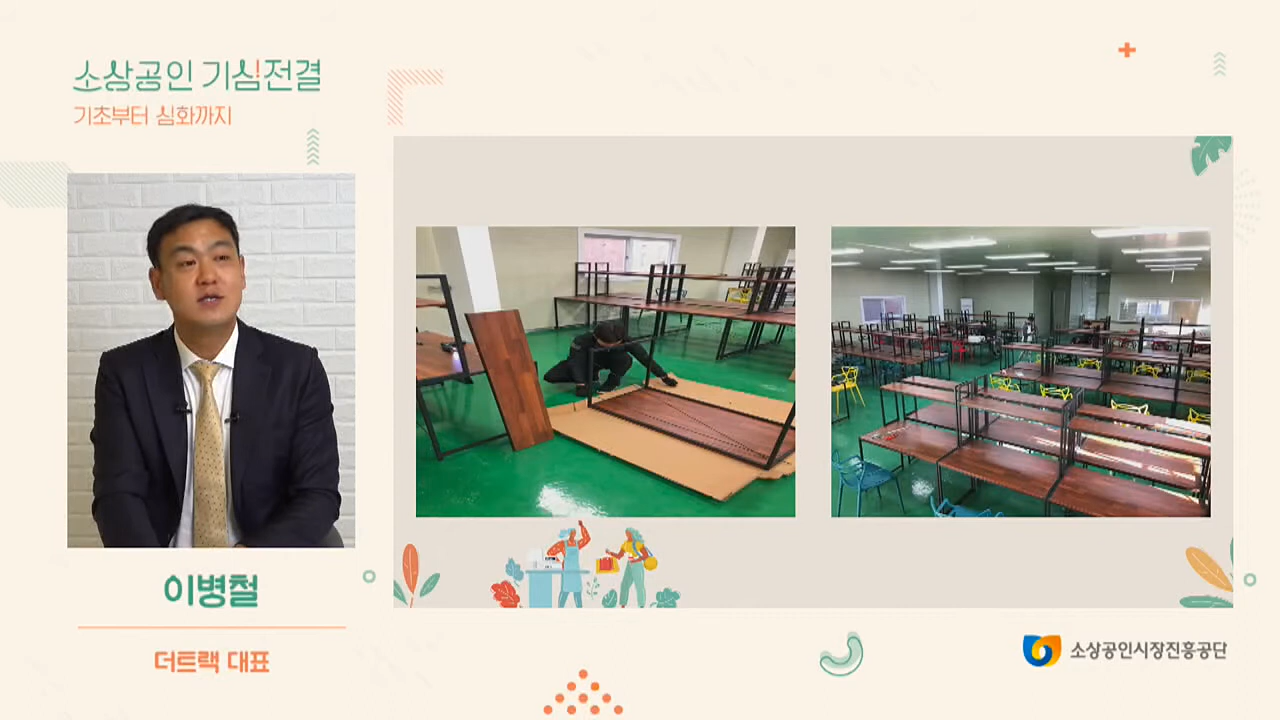 소상공인 기심전결
기초부터 심화까지
이병철
더트랙 대표
소상공인시장진흥공단